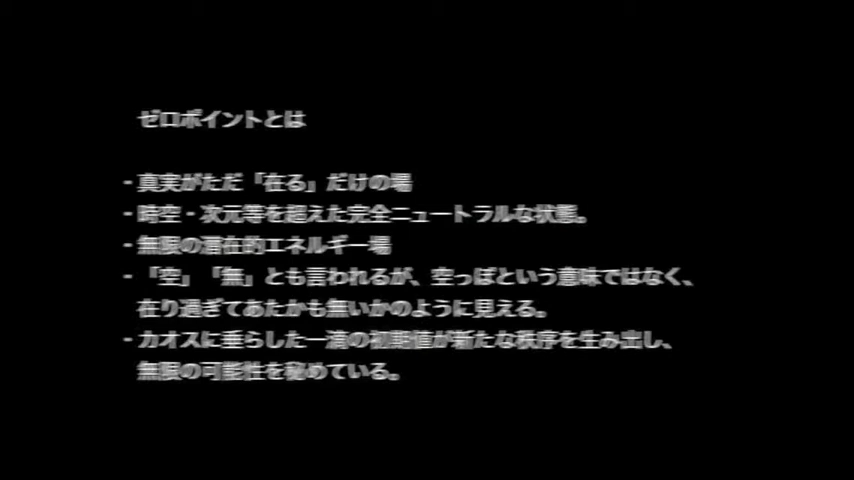 ゼロポイントとは
・真実がただ「在る」だけの場
・時空・次元等を超えた完全ニュートラルな状態。
・無限の潜在的エネルギー場
・「空」「無」とも言われるが、空っぽという意味ではなく、
在り過ぎてあたかも無いかのように見える。
・カオスに垂らした一滴の初期値が新たな秩序を生み出し、
無限の可能性を秘めている。